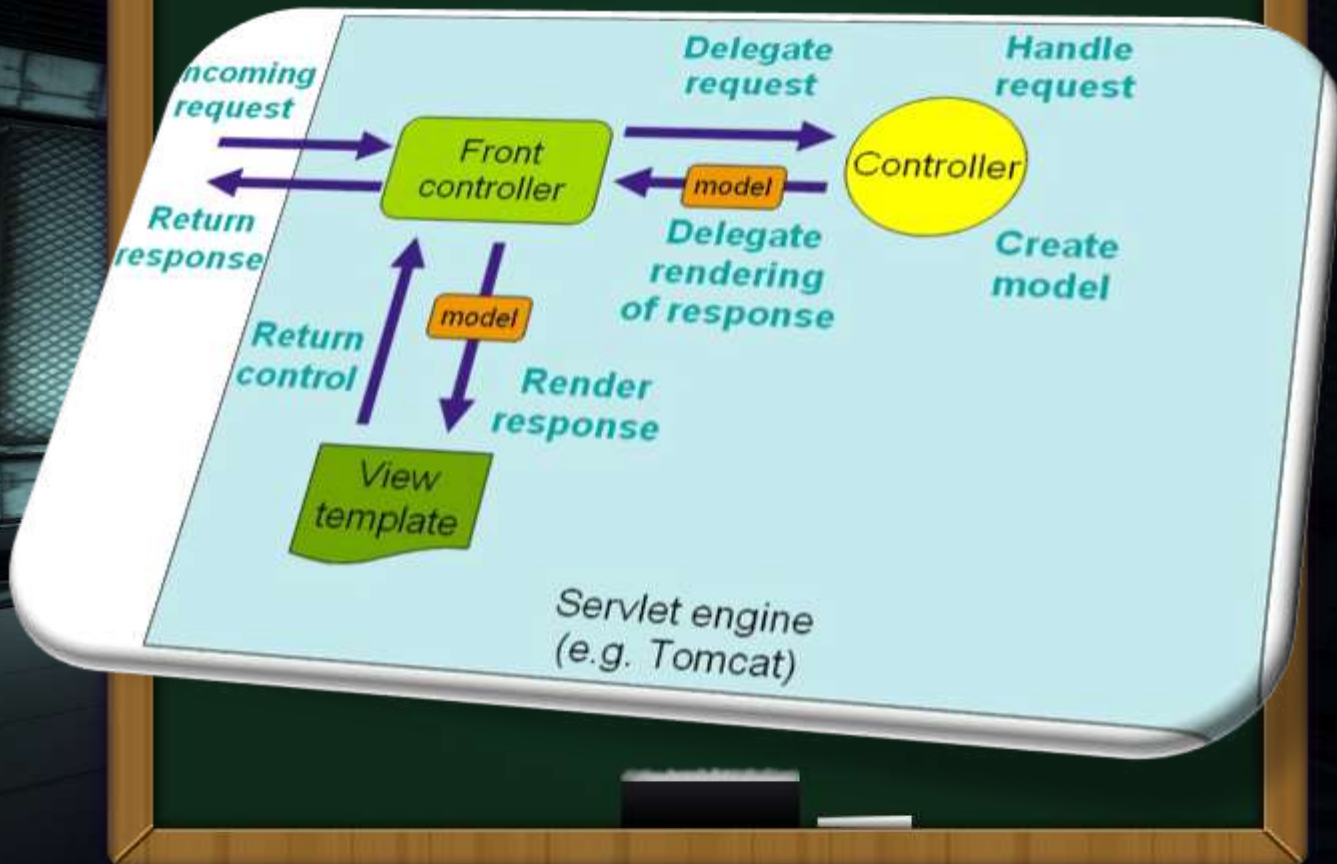 ncoming
request
Delegate
request
Handle
request
Front
controller
Controller
model
Return
response
Delegate
rendering
of response
Create
model
model
Return
control
Render
response
View
template
Servlet engine
(e.g. Tomcat)